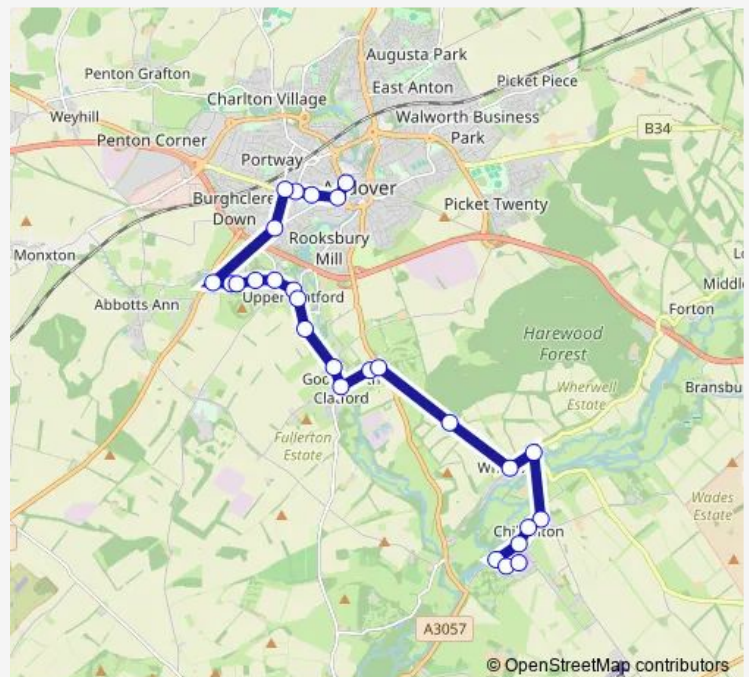 Augusta Park
Penton Grafton
East Anton
Picket Piece
Charlton Village
Weyhill
Walworth Business
Park
B34
Penton Corner
Portway
Burghclere
Down
Picket Twenty
Rooksbury
Mill
Monxton
Abbotts Ann
Upper
Forton
Middle
Harewood
Forest
Bransbu
Wherwell
Estate
Fullerton
Estate
Wades
Estate
A3057
© OpenStreetMap contributors